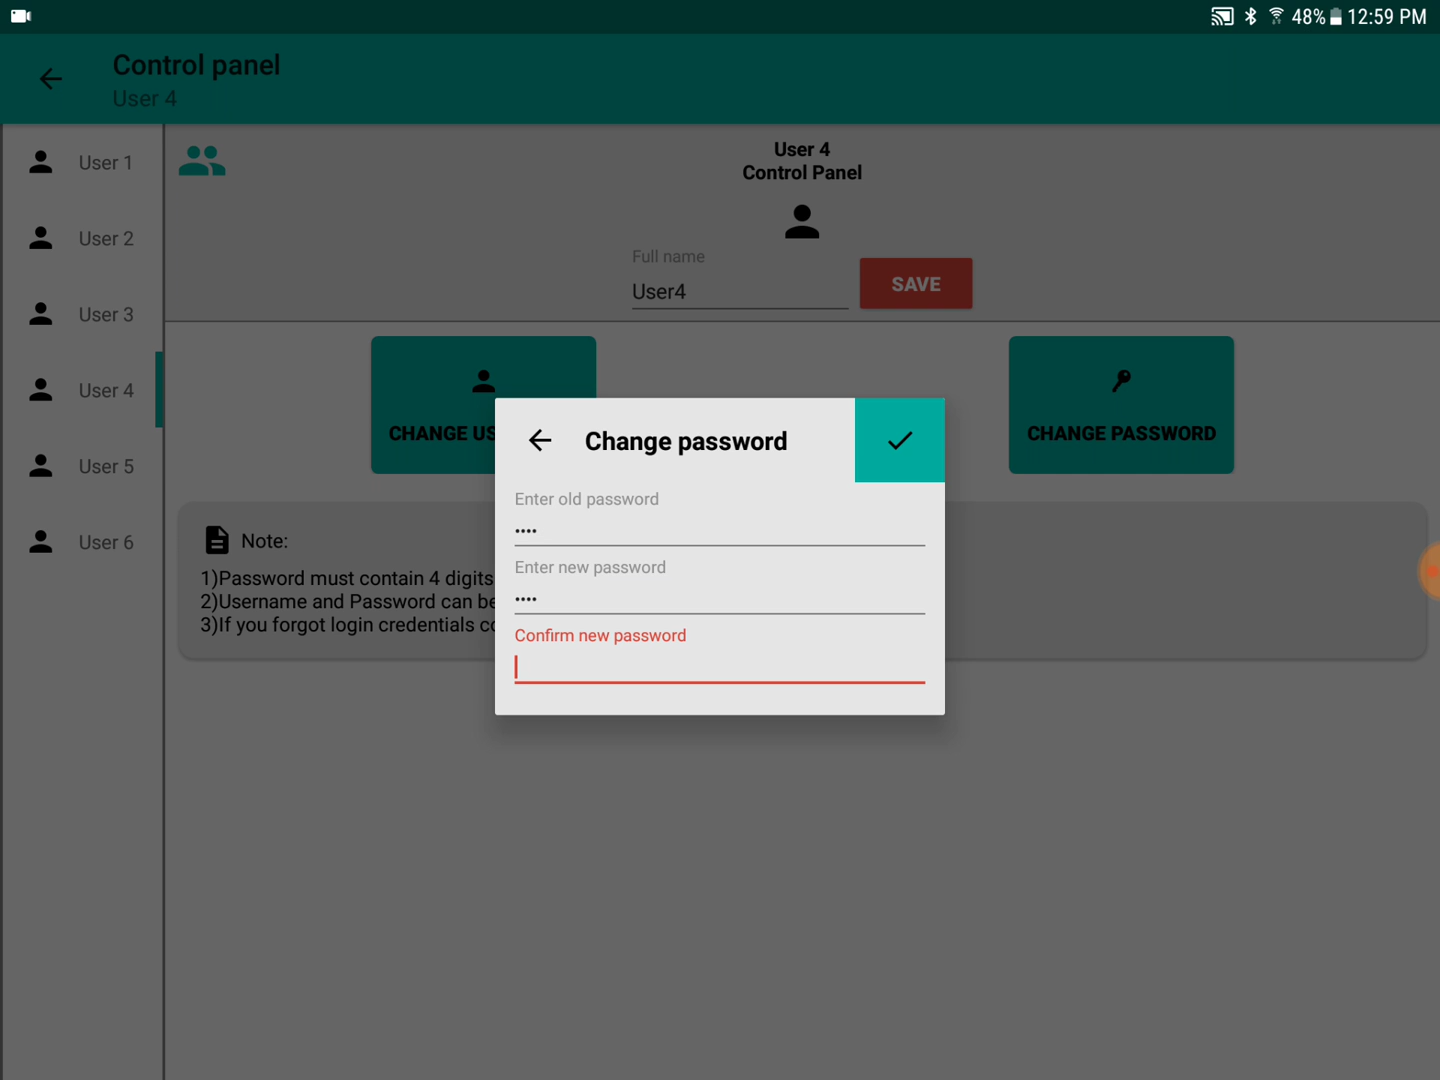 48% 12:59 PM
Control panel
User 4
User 1
User 2
User 3
User 4
User 5
User 6
User 4
Control Panel
Full name
User4
SAVE
CHANGE US
CHANGE PASSWORD
Change password
Enter old password
••••
Enter new password
••••
Confirm new password
Note:
1)Password must contain 4 digits
2)Username and Password can be
3)If you forgot login credentials